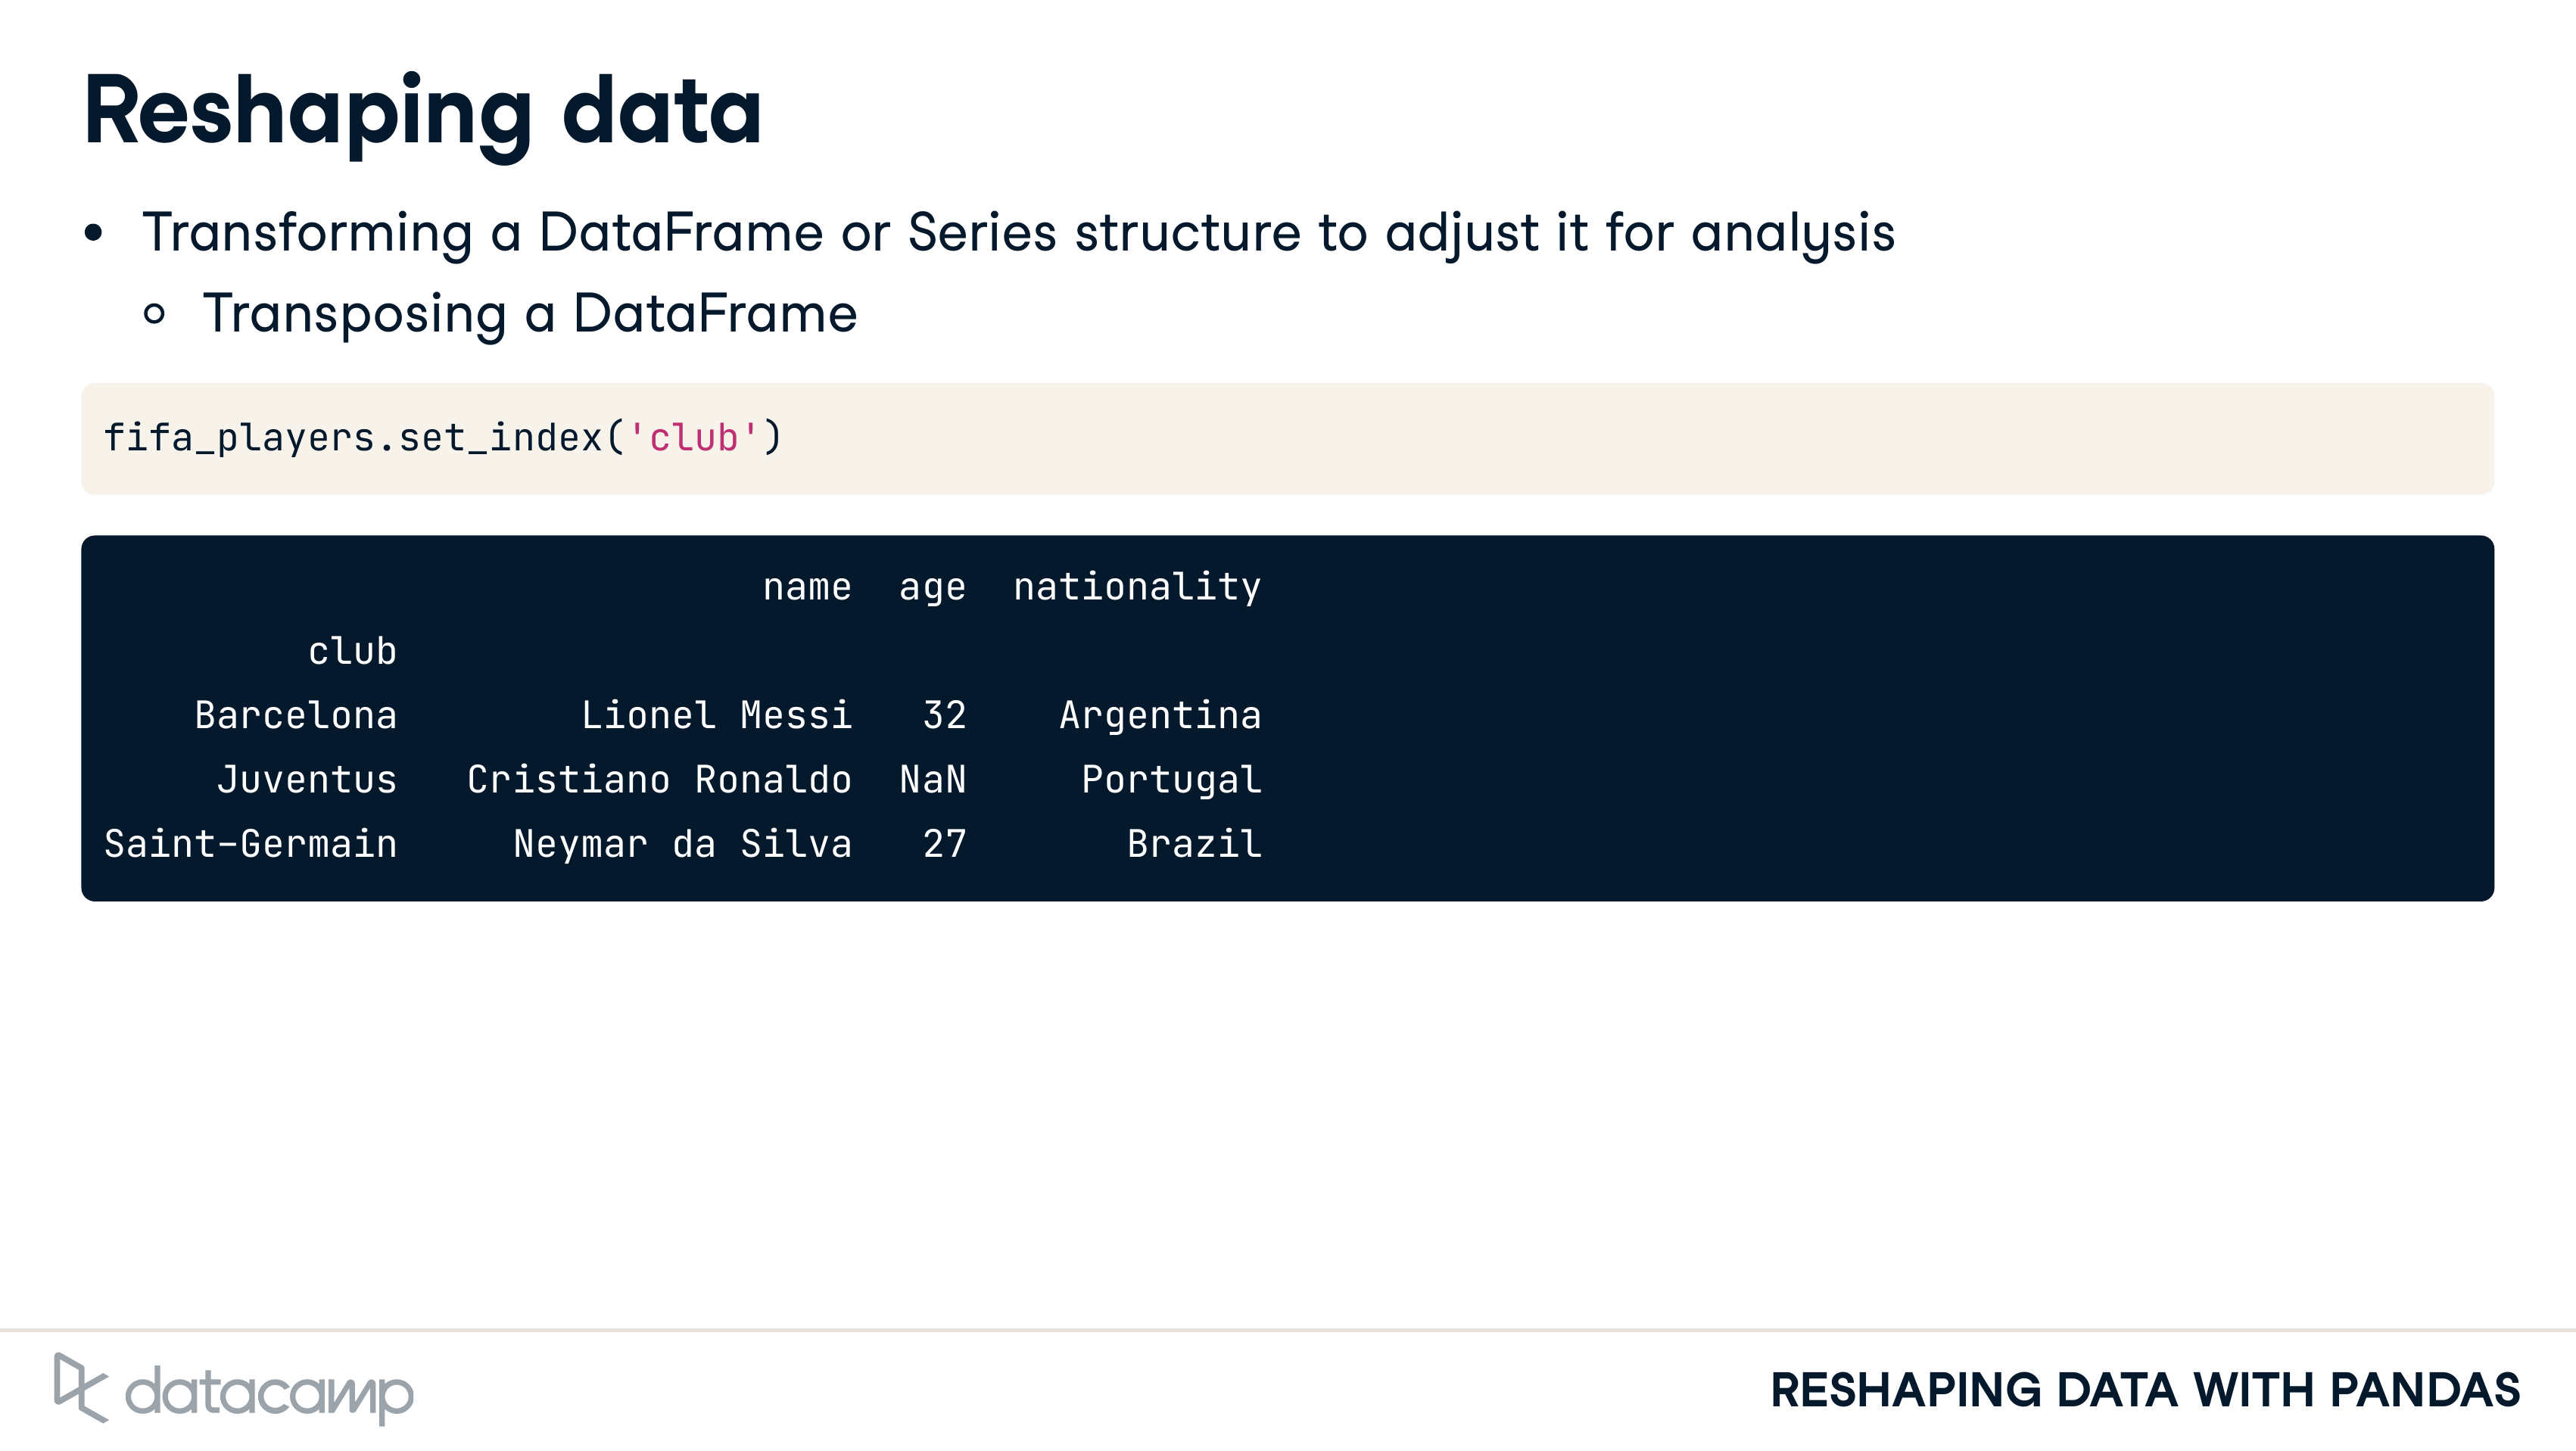 Reshaping data
• Transforming a DataFrame or Series structure to adjust it for analysis
○ Transposing a DataFrame
fifa_players.set_index('club')
name age nationality
club
Barcelona Lionel Messi 32 Argentina
Juventus Cristiano Ronaldo NaN Portugal
Saint-Germain Neymar da Silva 27 Brazil
datacamp
RESHAPING DATA WITH PANDAS